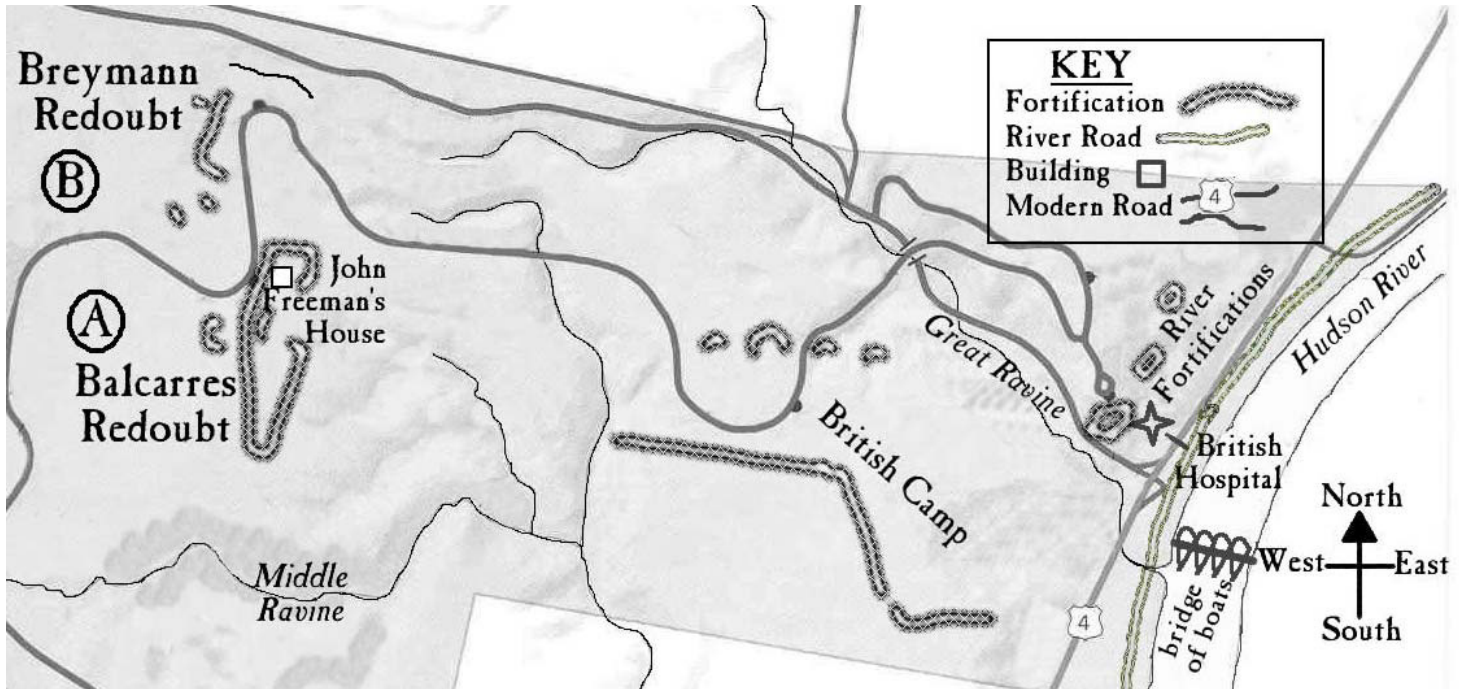 Breymann
Redoubt
B
A
Balcarres
Redoubt
John
Freeman's
House
Middle
Ravine
British Camp
Great Ravine
River
Fortifications
British
Hospital
Hudson River
bridge
of boats
4
KEY
Fortification
River Road
Building
Modern Road
4
North
West
East
South